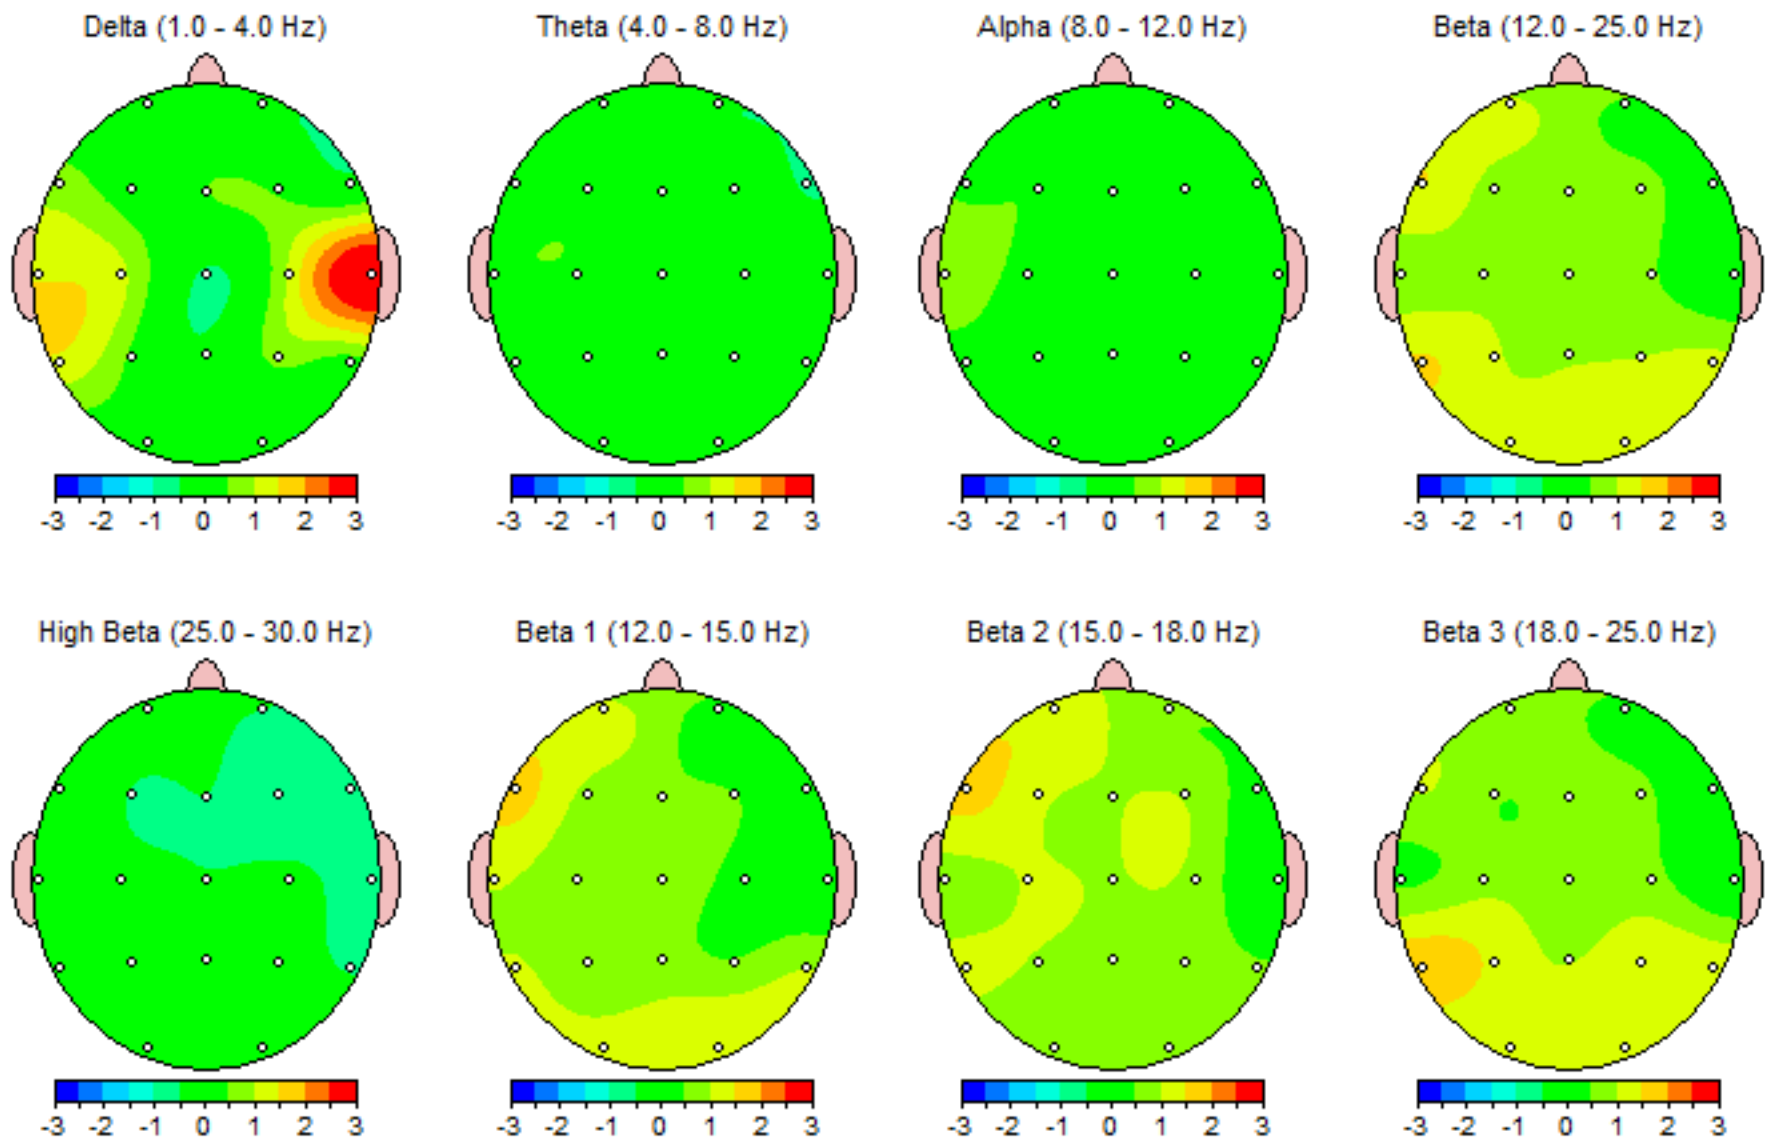 Delta (1.0 - 4.0 Hz)
Theta (4.0 - 8.0 Hz)
Alpha (8.0 - 12.0 Hz)
Beta (12.0 - 25.0 Hz)
-3 -2 -1 0 1 2 3
-3 -2 -1 0 1 2 3
-3 -2 -1 0 1 2 3
-3 -2 -1 0 1 2 3
High Beta (25.0 - 30.0 Hz)
Beta 1 (12.0 - 15.0 Hz)
Beta 2 (15.0 - 18.0 Hz)
Beta 3 (18.0 - 25.0 Hz)
-3 -2 -1 0 1 2 3
-3 -2 -1 0 1 2 3
-3 -2 -1 0 1 2 3
-3 -2 -1 0 1 2 3